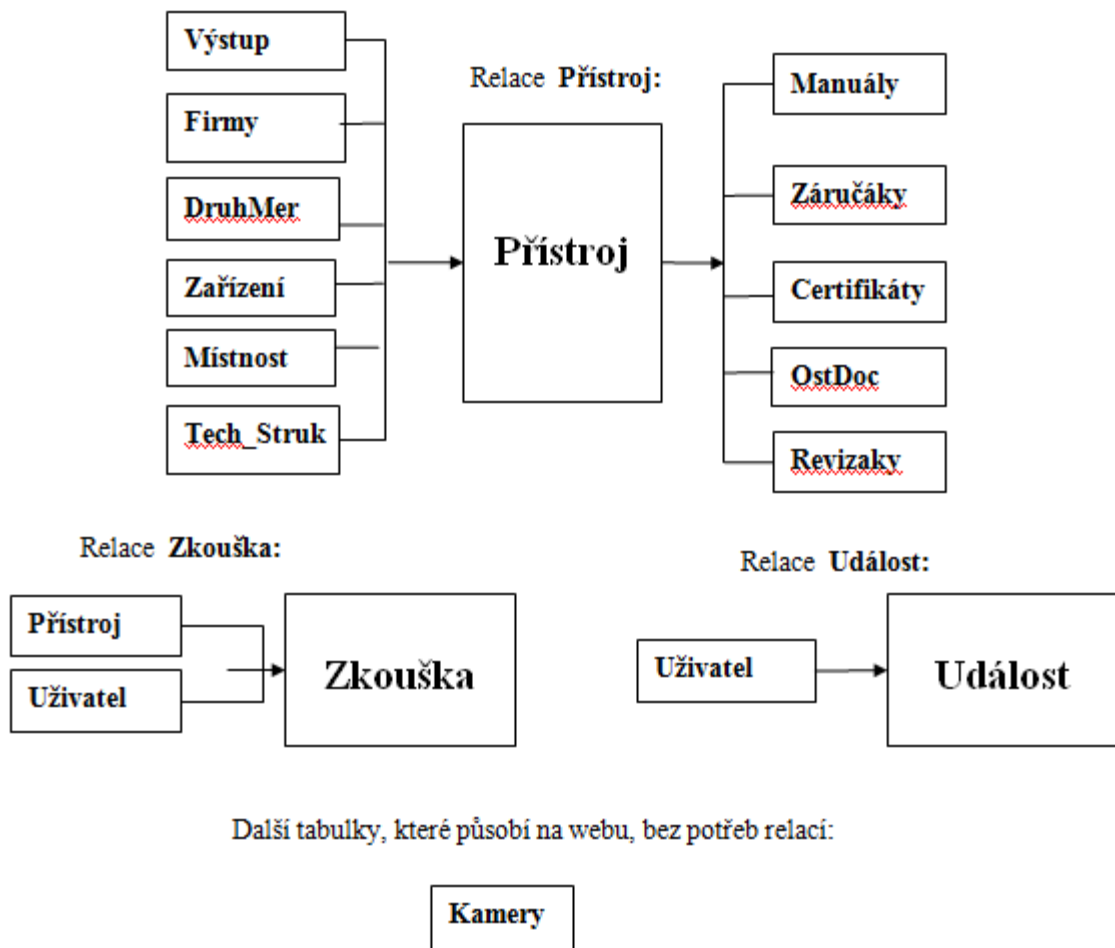 Výstup
Firmy
DruhMer
Zařízení
Místnost
Tech_Struk
Relace Přístroj:
Přístroj
Manuály
Záručáky
Certifikáty
OstDoc
Revizaky
Relace Zkouška:
Přístroj
Uživatel
Zkouška
Relace Událost:
Uživatel
Událost
Další tabulky, které působí na webu, bez potřeb relací:
Kamery